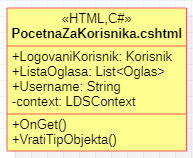 «HTML,C#»
PocetnaZaKorisnika.cshtml
+LogovaniKorisnik: Korisnik
+ListaOglasa: List<Oglas>
+Username: String
-context: LDSContext
+OnGet()
+VratiTipObjekta()